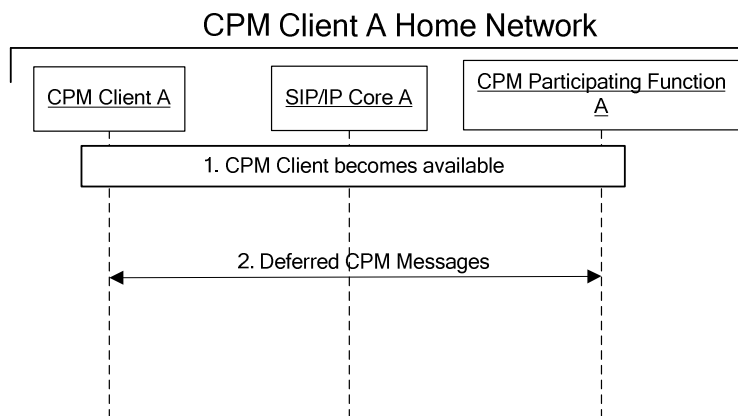 CPM Client A Home Network
CPM Client A
SIP/IP Core A
CPM Participating Function
A
1. CPM Client becomes available
2. Deferred CPM Messages